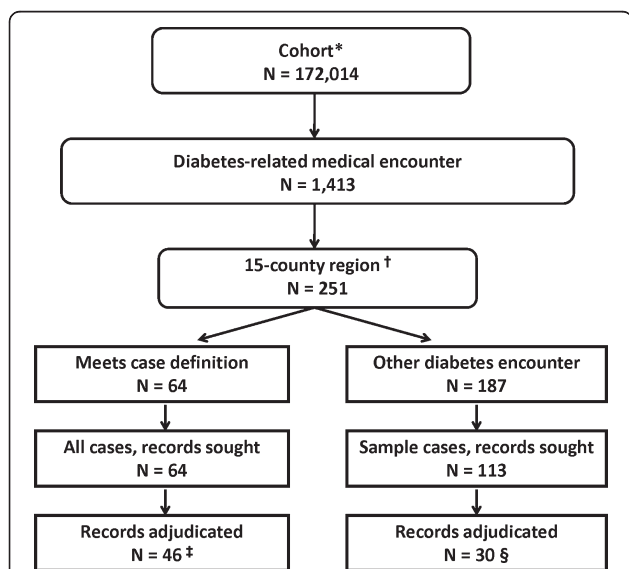 Cohort*
N = 172,014
Diabetes-related medical encounter
N = 1,413
15-county region †
N = 251
Meets case definition
N = 64
Other diabetes encounter
N = 187
All cases, records sought
N = 64
Sample cases, records sought
N = 113
Records adjudicated
N = 46 ‡
Records adjudicated
N = 30 §